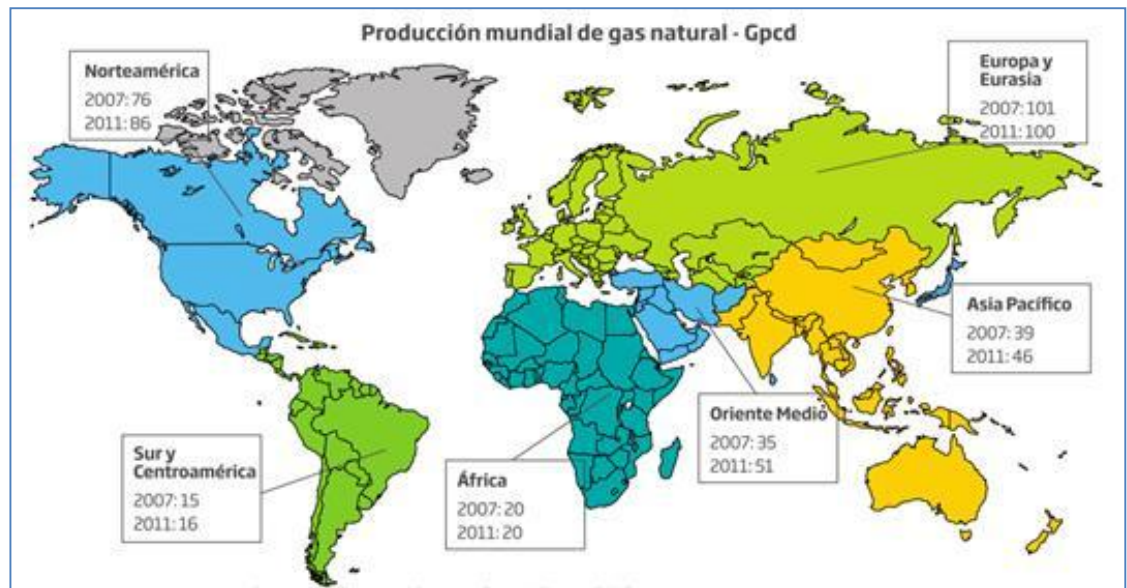 Producción mundial de gas natural - Gpcd
Norteamérica
2007: 76
2011: 86
Europa y
Eurasia
2007: 101
2011: 100
Asia Pacífico
2007: 39
2011: 46
Oriente Medio
2007: 35
2011: 51
Sur y
Centroamérica
2007: 15
2011: 16
África
2007: 20
2011: 20